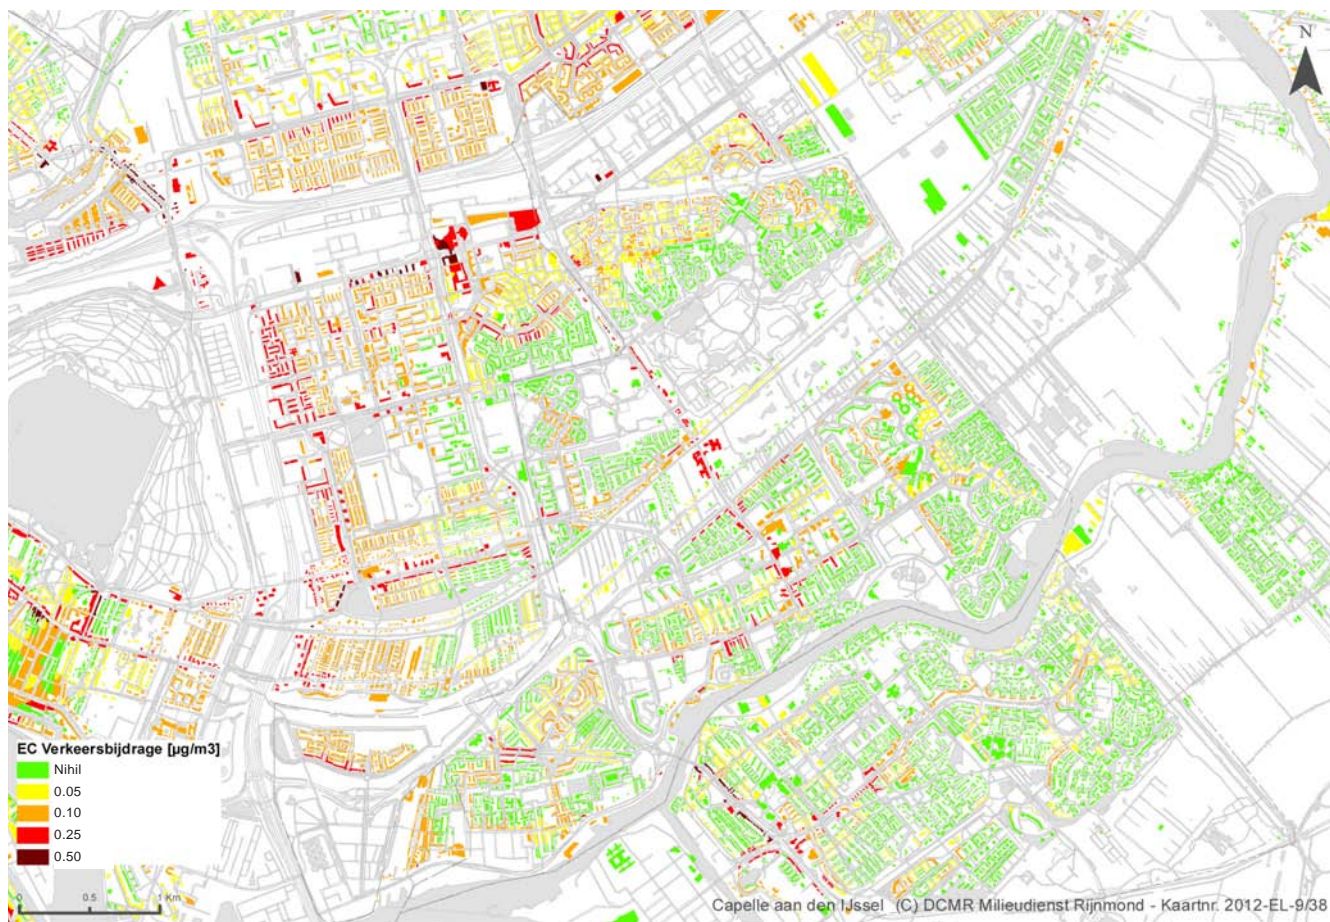 N
EC Verkeersbijdrage [µg/m3]
Nihil
0.05
0.10
0.25
0.50
0 0.5 1 Km
Capelle aan den IJssel (C) DCMR Milieudienst Rijnmond - Kaartnr. 2012-EL-9/38